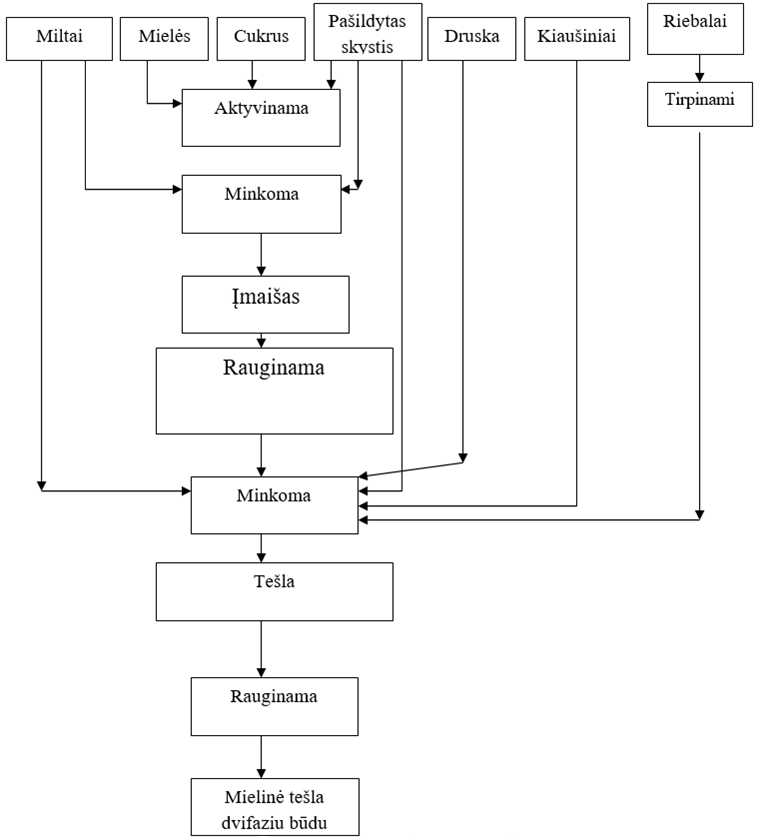 Miltai
Mielės
Cukrus
Pašildytas
skystis
Druska
Kiaušiniai
Riebalai
Tirpinami
Aktyvinama
Minkoma
Įmaišas
Rauginama
Minkoma
Tešla
Rauginama
Mielinė tešla
dvifaziu būdu